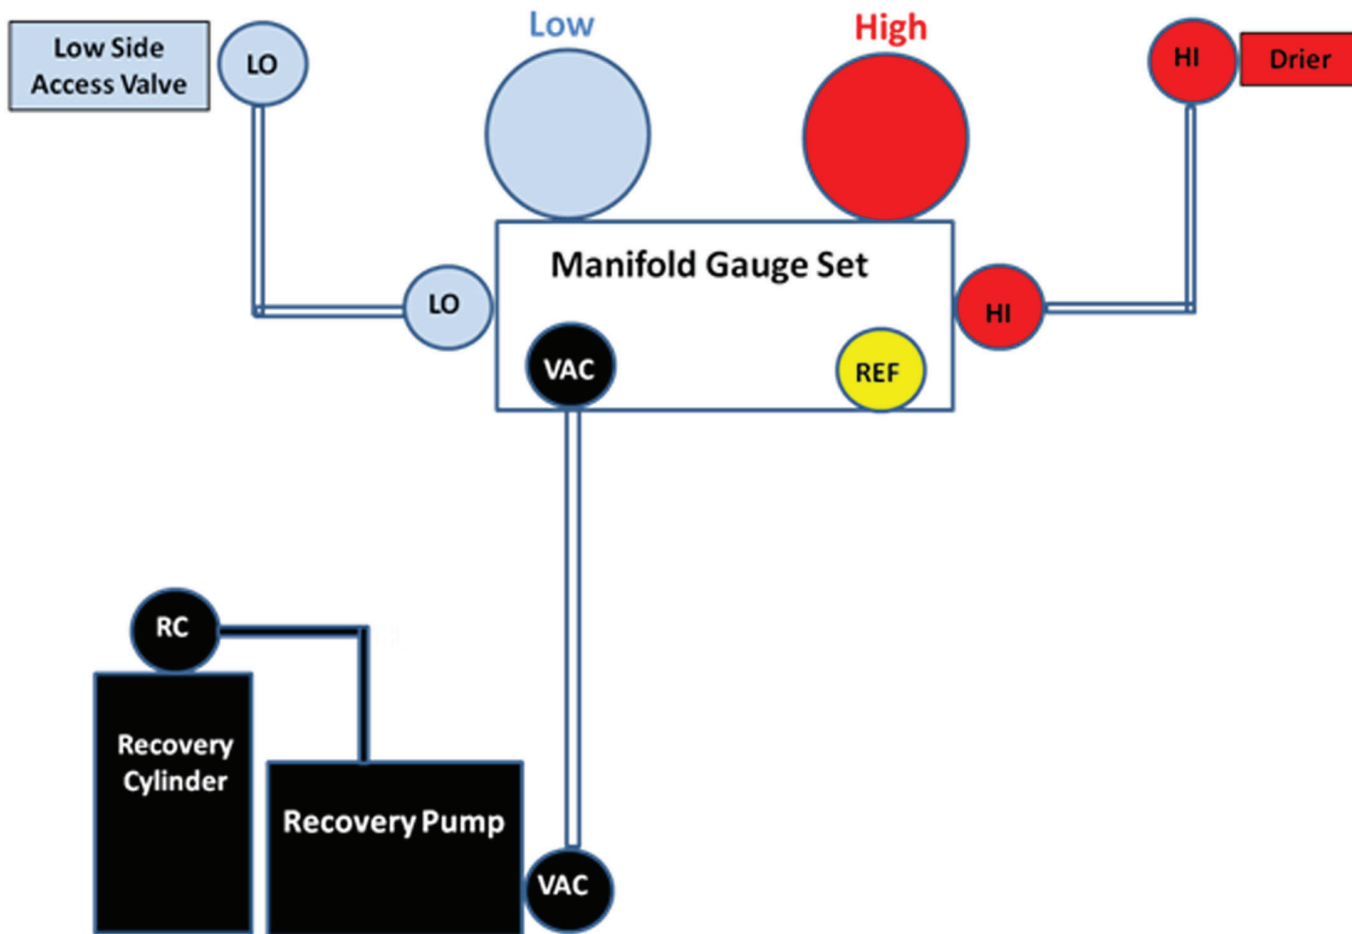 Low
High
Low Side
Access Valve
LO
HI
Drier
Manifold Gauge Set
LO
HI
VAC
REF
RC
Recovery
Cylinder
Recovery Pump
VAC